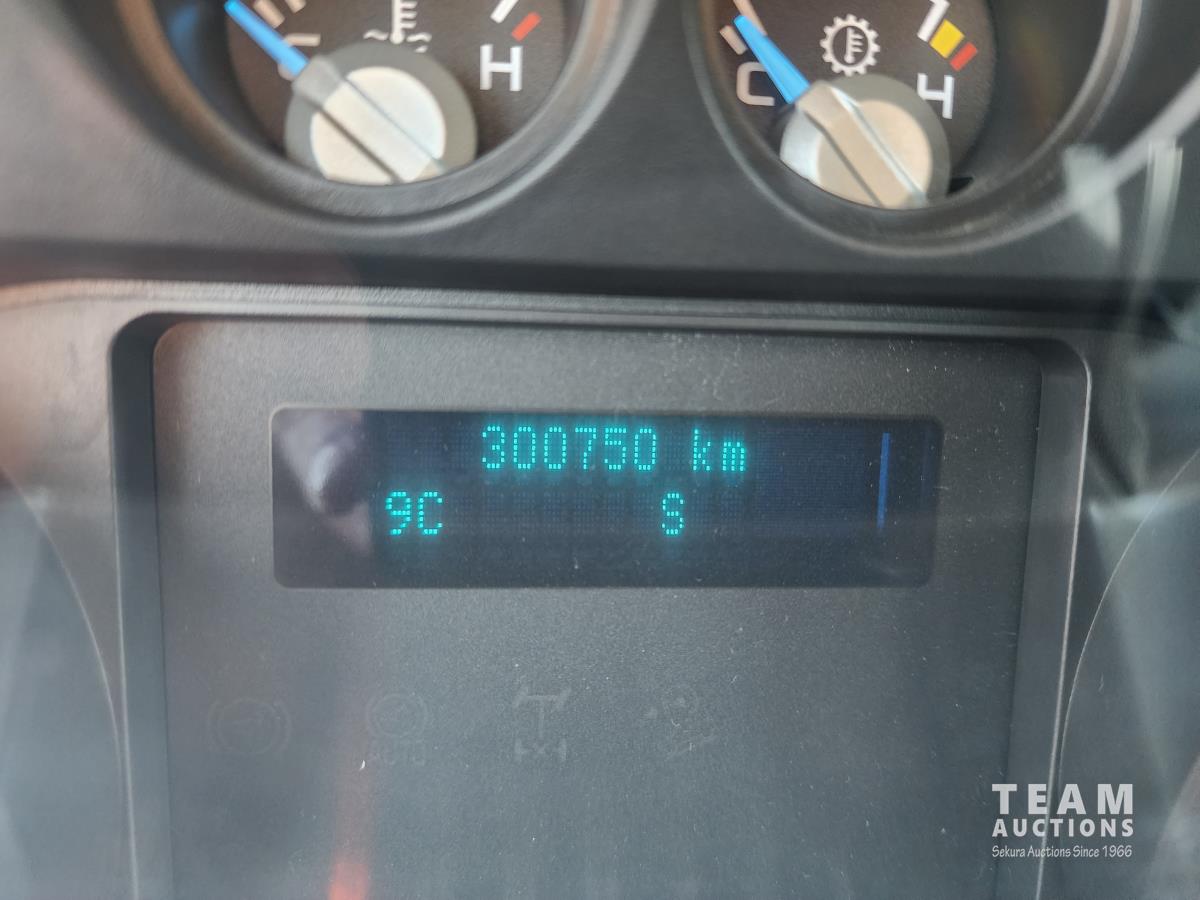 H
C
H
300750 km
9C S
TEAM
AUCTIONS
Sekura Auctions Since 1966